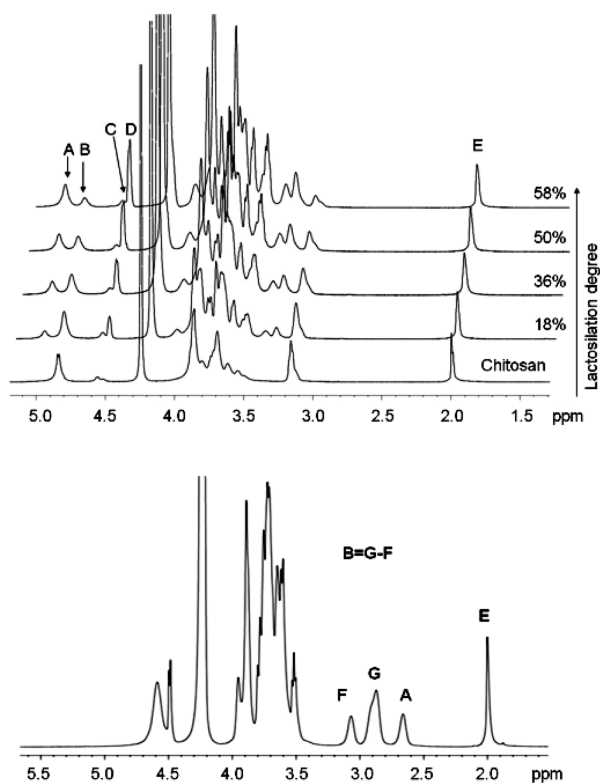 A B
C D
E
58%
50%
36%
18%
Chitosan
Lactosilation degree
5.0 4.5 4.0 3.5 3.0 2.5 2.0 1.5 ppm
B=G-F
E
F
G
A
5.5 5.0 4.5 4.0 3.5 3.0 2.5 2.0 ppm